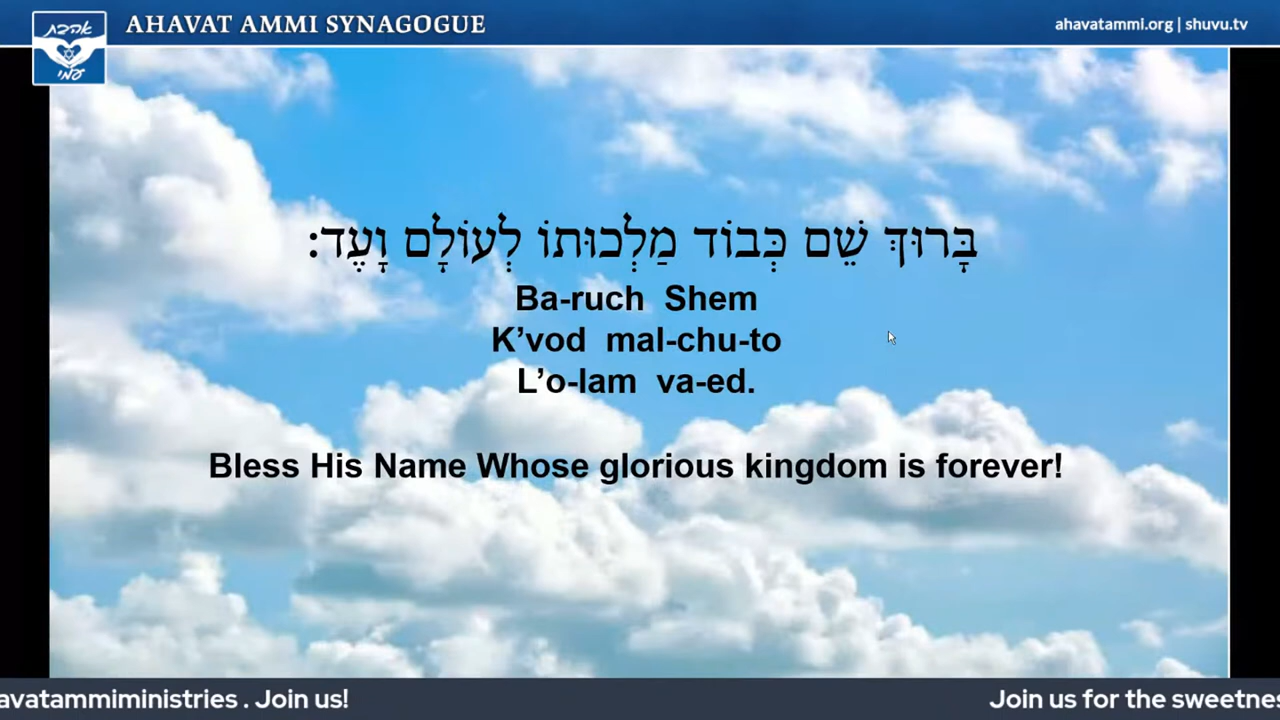 אהבת
עמי
AHAVAT AMMI SYNAGOGUE
ahavatammi.org | shuvu.tv
בָּרוּךְ שֵׁם כְּבוֹד מַלְכוּתוֹ לְעוֹלָם וָעֶד:
Ba-ruch Shem
K’vod mal-chu-to
L’o-lam va-ed.
Bless His Name Whose glorious kingdom is forever!
avatammiministries . Join us!
Join us for the sweetnes